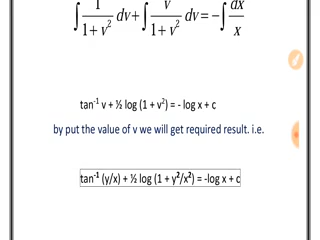 ∫ 1/(1+v²) dv + ∫ v/(1+v²) dv = -∫ dx/x
tan⁻¹ v + ½ log (1 + v²) = - log x + c
by put the value of v we will get required result. i.e.
tan⁻¹ (y/x) + ½ log (1 + y²/x²) = -log x + c